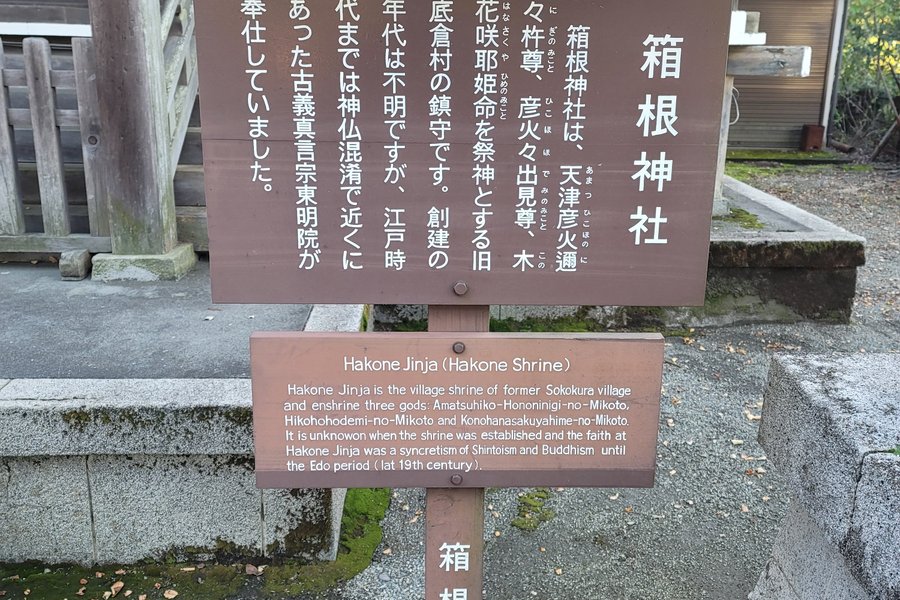 箱根神社
箱根神社は、天津彦火邇
々杵尊、彦火々出見尊、木
花咲耶姫命を祭神とする旧
底倉村の鎮守です。創建の
年代は不明ですが、江戸時
代までは神仏混淆で近くに
あった古義真言宗東明院が
奉仕していました。
Hakone Jinja (Hakone Shrine)
Hakone Jinja is the village shrine of former Sokokura village
and enshrine three gods: Amatsuhiko-Hononinigi-no-Mikoto,
Hikohohodemi-no-Mikoto and Konohanasakuyahime-no-Mikoto.
It is unknowon when the shrine was established and the faith at
Hakone Jinja was a syncretism of Shintoism and Buddhism until
the Edo period (lat 19th century).
箱根